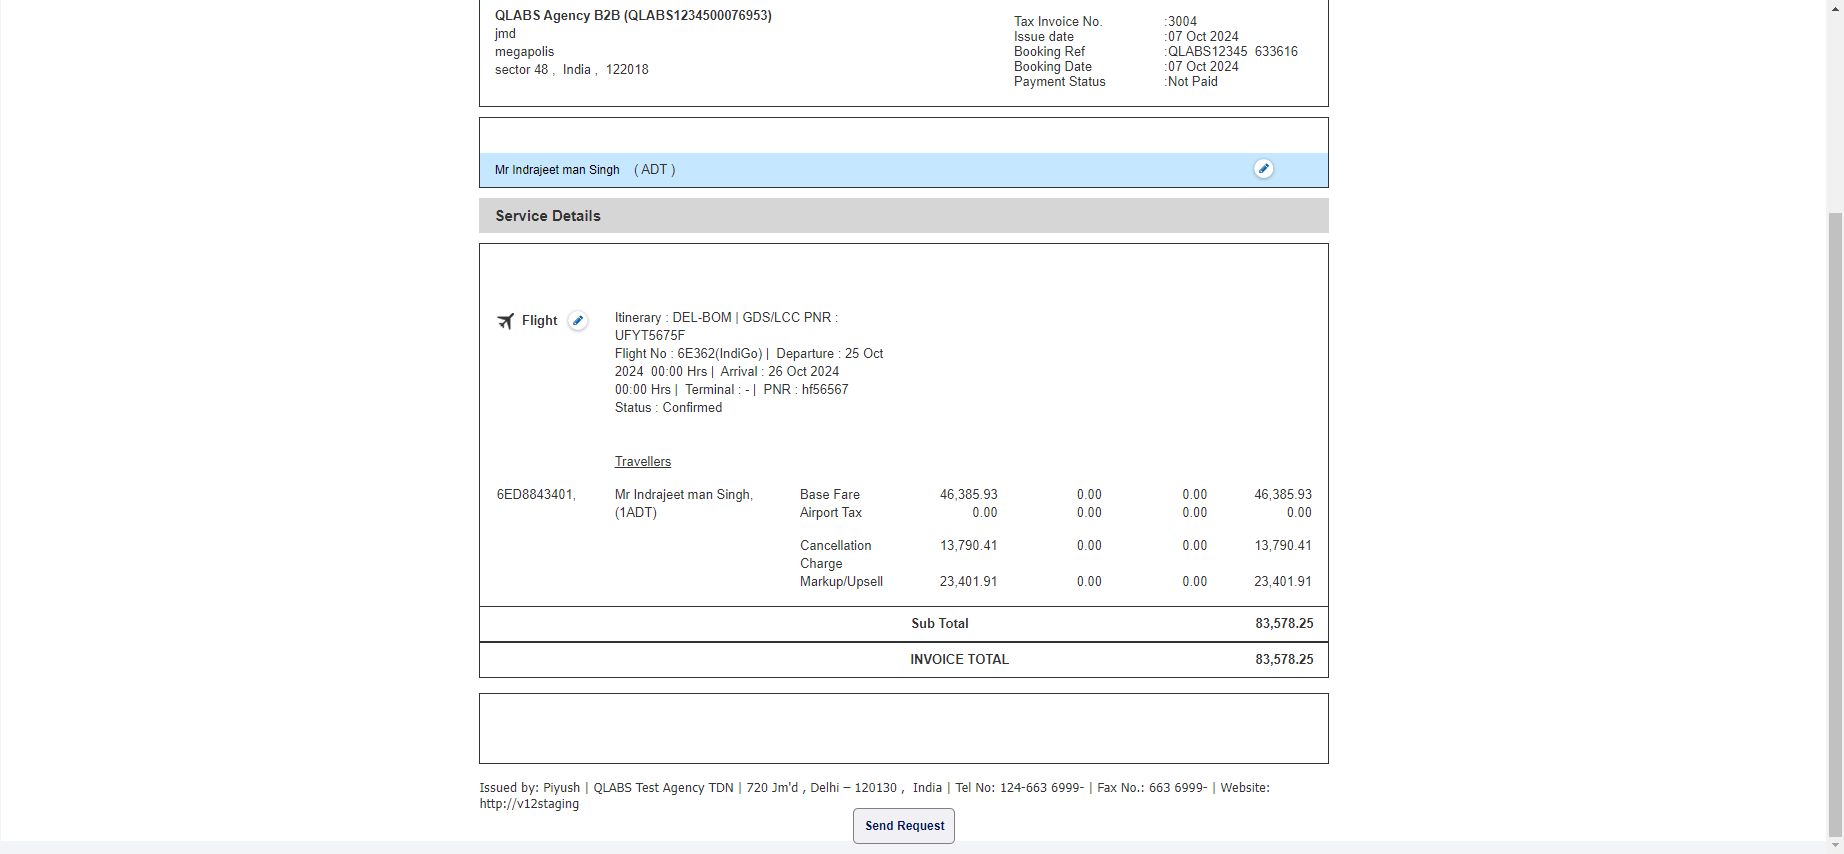 QLABS Agency B2B (QLABS1234500076953)
jmd
megapolis
sector 48 , India , 122018
Tax Invoice No. :3004
Issue date :07 Oct 2024
Booking Ref :QLABS12345 633616
Booking Date :07 Oct 2024
Payment Status :Not Paid
Mr Indrajeet man Singh ( ADT )
Service Details
Flight
Itinerary : DEL-BOM | GDS/LCC PNR :
UFYT5675F
Flight No : 6E362(IndiGo) | Departure : 25 Oct
2024 00:00 Hrs | Arrival : 26 Oct 2024
00:00 Hrs | Terminal : - | PNR : hf56567
Status : Confirmed
Travellers
6ED8843401, Mr Indrajeet man Singh, Base Fare 46,385.93 0.00 0.00 46,385.93
(1ADT) Airport Tax 0.00 0.00 0.00 0.00
Cancellation 13,790.41 0.00 0.00 13,790.41
Charge
Markup/Upsell 23,401.91 0.00 0.00 23,401.91
Sub Total 83,578.25
INVOICE TOTAL 83,578.25
Issued by: Piyush | QLABS Test Agency TDN | 720 Jm'd , Delhi – 120130 , India | Tel No: 124-663 6999- | Fax No.: 663 6999- | Website:
http://v12staging
Send Request